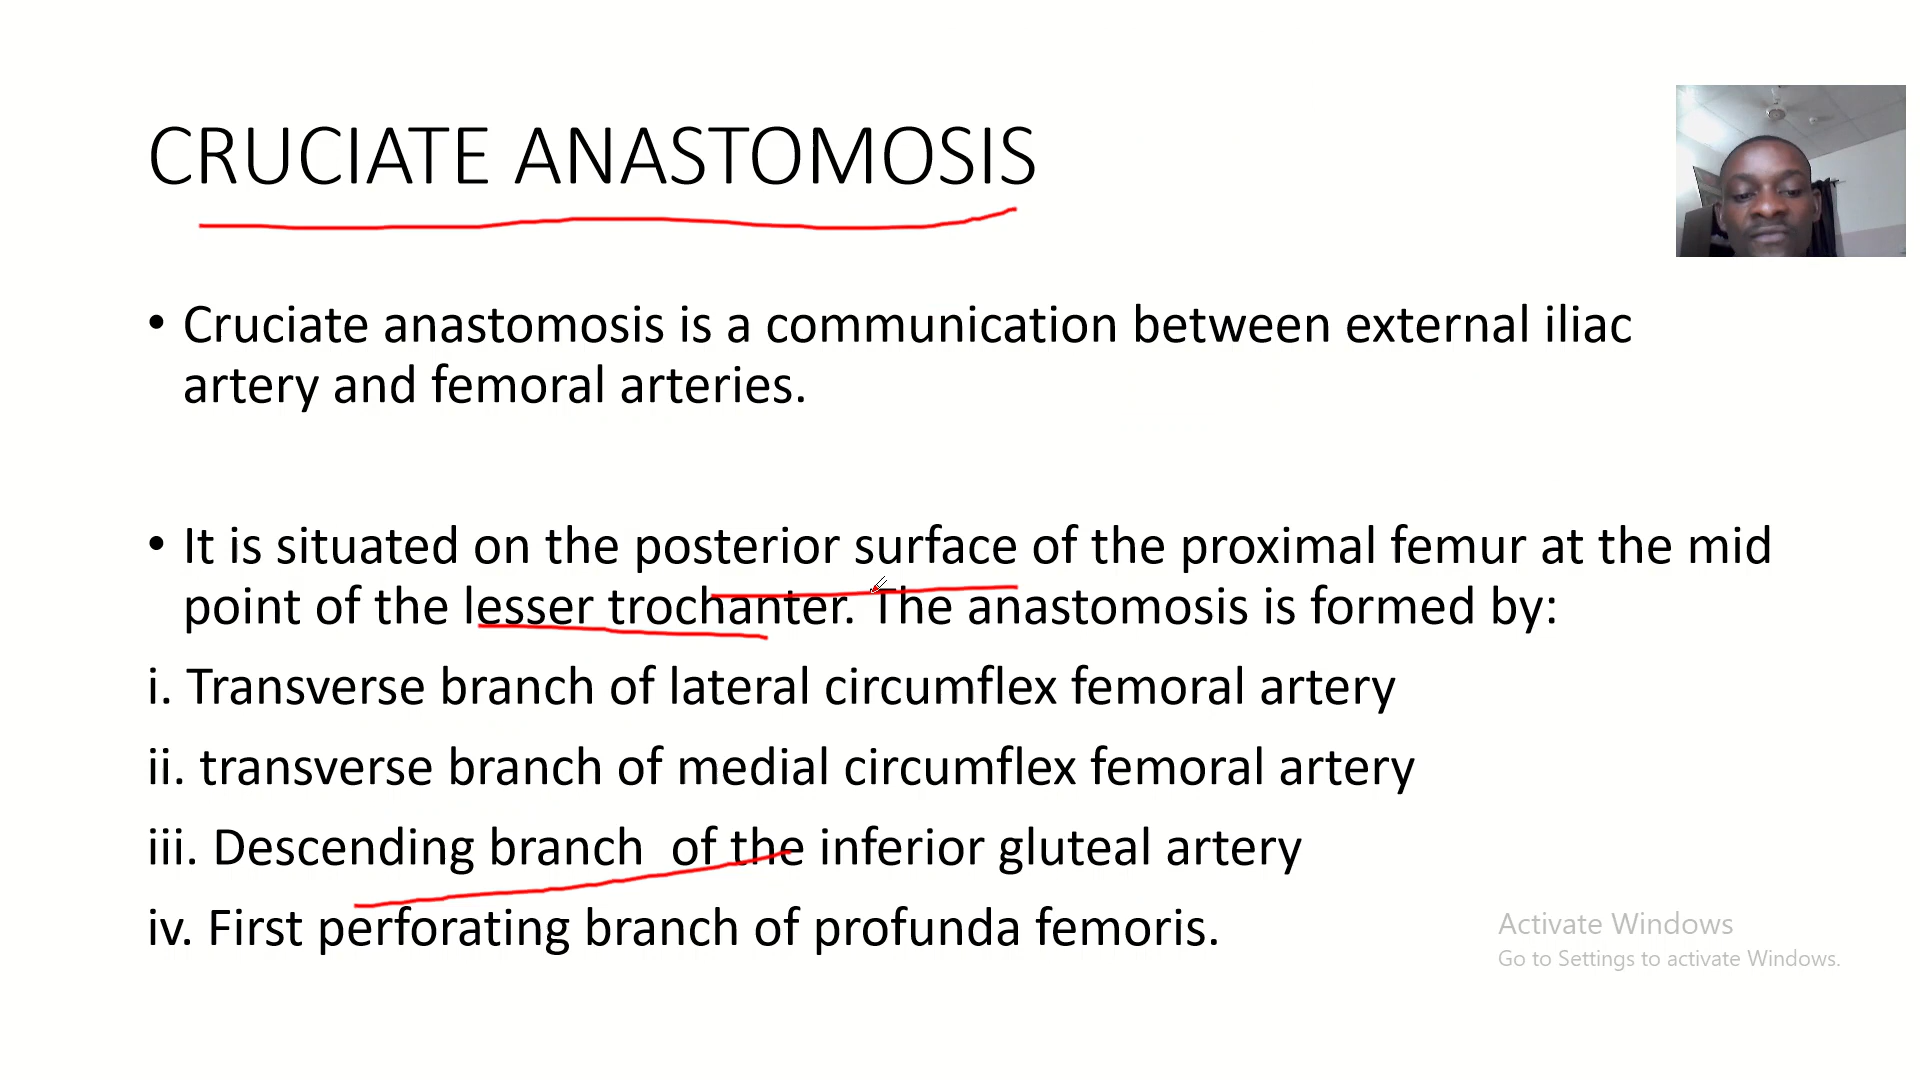 CRUCIATE ANASTOMOSIS
• Cruciate anastomosis is a communication between external iliac
artery and femoral arteries.
• It is situated on the posterior surface of the proximal femur at the mid
point of the lesser trochanter. The anastomosis is formed by:
i. Transverse branch of lateral circumflex femoral artery
ii. transverse branch of medial circumflex femoral artery
iii. Descending branch  of the inferior gluteal artery
iv. First perforating branch of profunda femoris.
Activate Windows
Go to Settings to activate Windows.